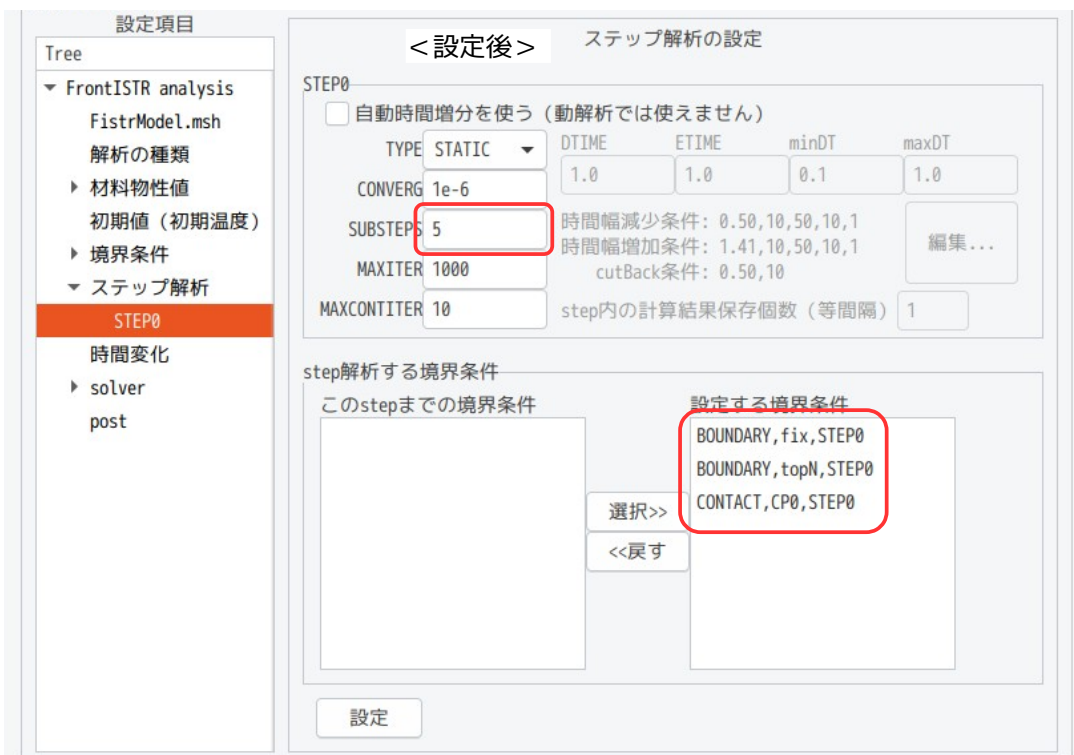 設定項目
Tree
FrontISTR analysis
FistrModel.msh
解析の種類
材料物性値
初期値（初期温度）
境界条件
ステップ解析
STEP0
時間変化
solver
post
＜設定後＞
ステップ解析の設定
STEP0
自動時間増分を使う（動解析では使えません）
TYPE STATIC DTIME ETIME minDT maxDT
CONVERG 1e-6 1.0 1.0 0.1 1.0
SUBSTEPS 5 時間幅減少条件: 0.50,10,50,10,1
時間幅増加条件: 1.41,10,50,10,1 編集...
MAXITER 1000 cutBack条件: 0.50,10
MAXCONTITER 10 step内の計算結果保存個数（等間隔） 1
step解析する境界条件
このstepまでの境界条件 設定する境界条件
BOUNDARY,fix,STEP0
BOUNDARY,topN,STEP0
CONTACT,CP0,STEP0
選択>>
<<戻す
設定